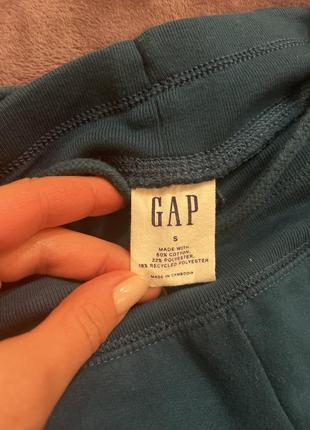 GAP
S
MADE WITH
60% COTTON,
22% POLYESTER,
18% RECYCLED POLYESTER
MADE IN CAMBODIA